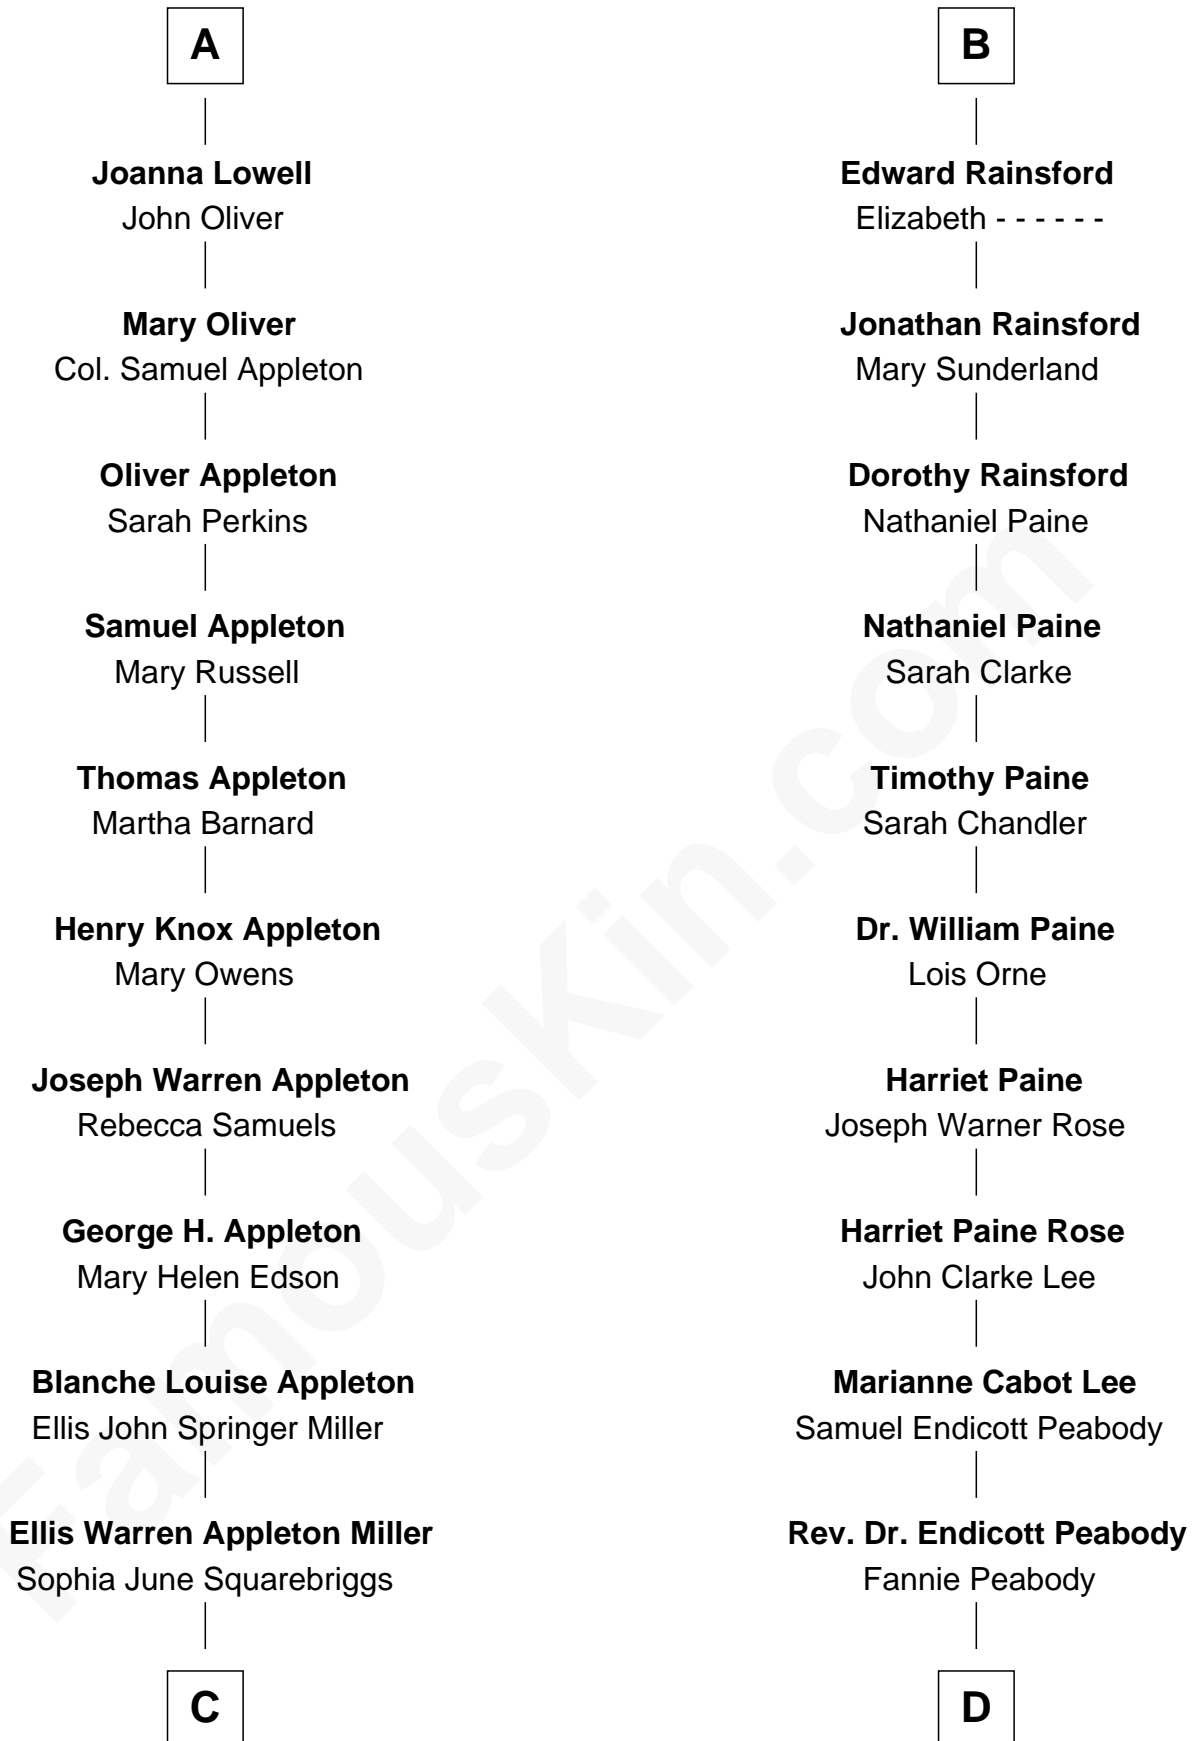 A
Joanna Lowell
John Oliver
Mary Oliver
Col. Samuel Appleton
Oliver Appleton
Sarah Perkins
Samuel Appleton
Mary Russell
Thomas Appleton
Martha Barnard
Henry Knox Appleton
Mary Owens
Joseph Warren Appleton
Rebecca Samuels
George H. Appleton
Mary Helen Edson
Blanche Louise Appleton
Ellis John Springer Miller
Ellis Warren Appleton Miller
Sophia June Squarebriggs
C
B
Edward Rainsford
Elizabeth - - - - - -
Jonathan Rainsford
Mary Sunderland
Dorothy Rainsford
Nathaniel Paine
Nathaniel Paine
Sarah Clarke
Timothy Paine
Sarah Chandler
Dr. William Paine
Lois Orne
Harriet Paine
Joseph Warner Rose
Harriet Paine Rose
John Clarke Lee
Marianne Cabot Lee
Samuel Endicott Peabody
Rev. Dr. Endicott Peabody
Fannie Peabody
D
FamousKin.com